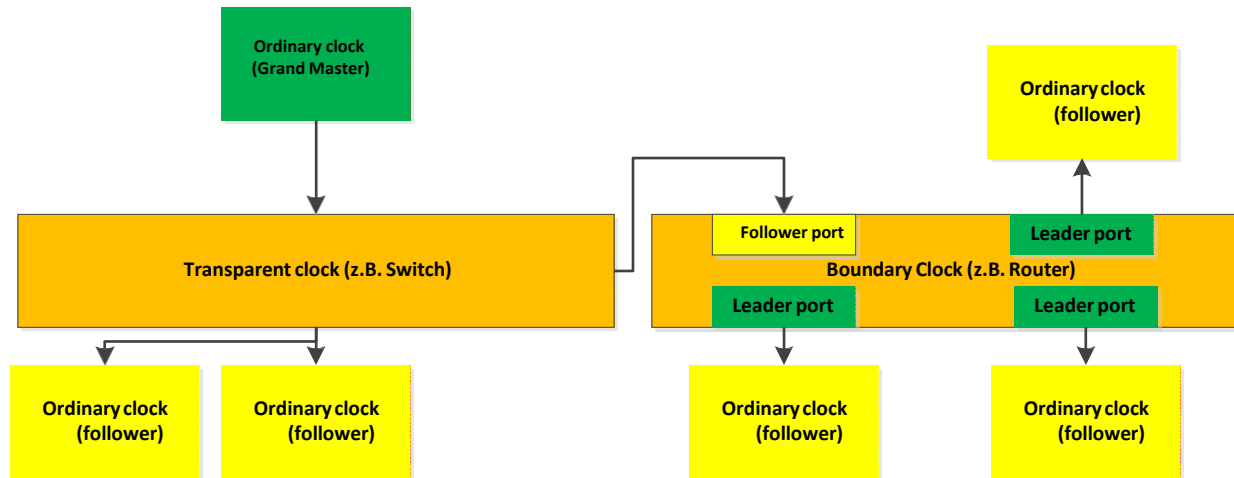 Ordinary clock
(Grand Master)
Ordinary clock
(follower)
Transparent clock (z.B. Switch)
Follower port
Leader port
Boundary Clock (z.B. Router)
Leader port
Leader port
Ordinary clock
(follower)
Ordinary clock
(follower)
Ordinary clock
(follower)
Ordinary clock
(follower)